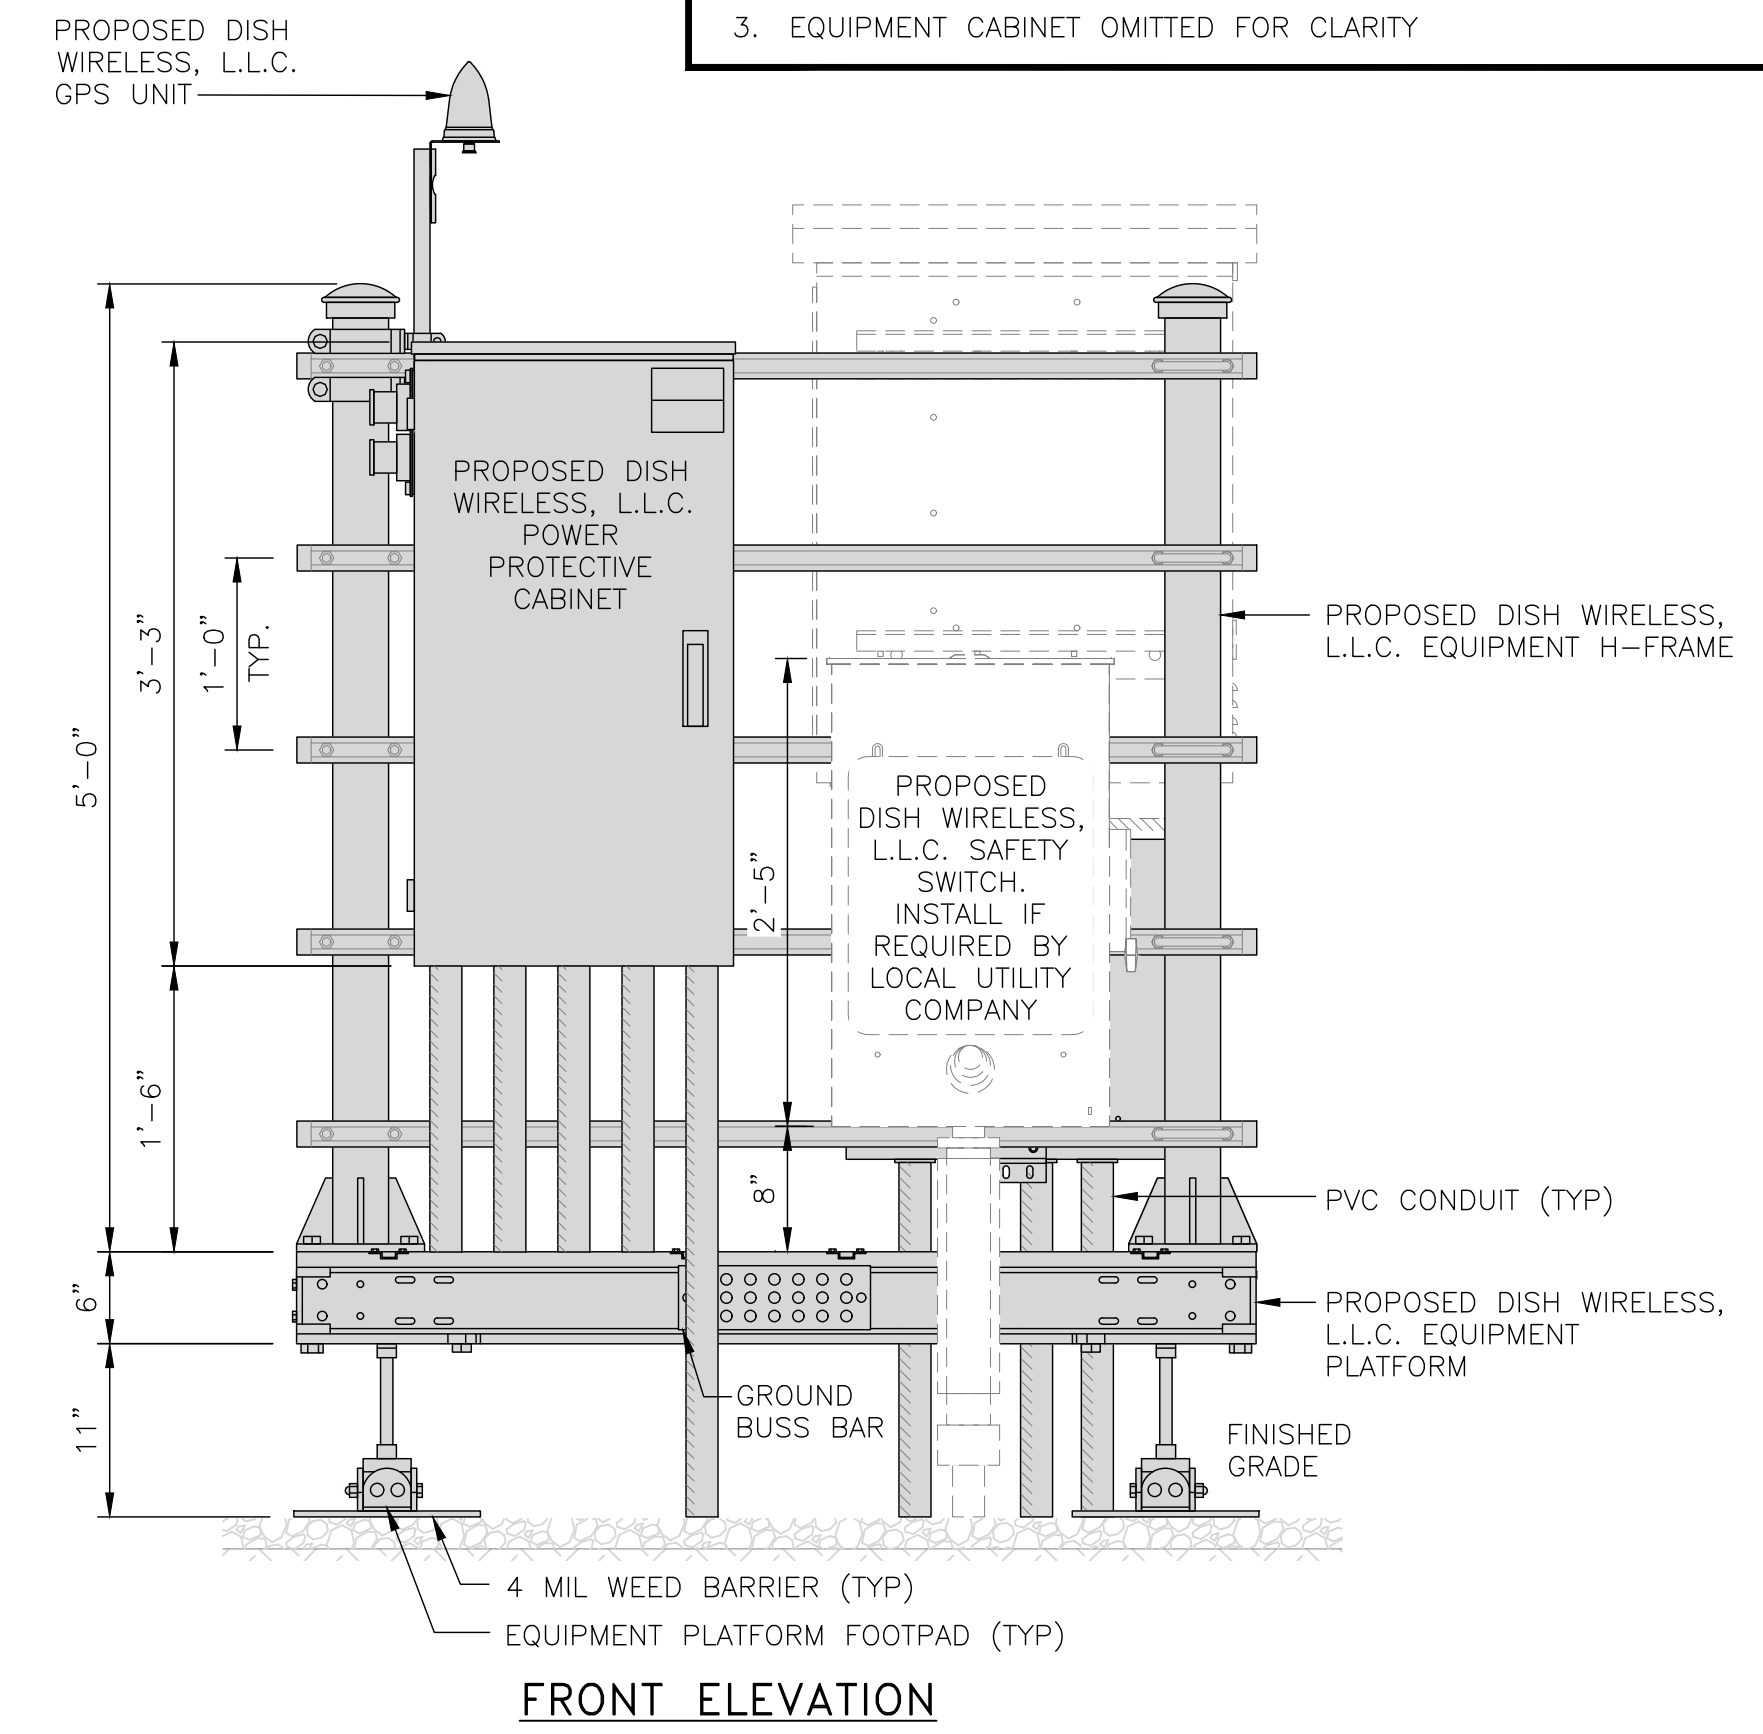 3. EQUIPMENT CABINET OMITTED FOR CLARITY
PROPOSED DISH
WIRELESS, L.L.C.
GPS UNIT
PROPOSED DISH
WIRELESS, L.L.C.
POWER
PROTECTIVE
CABINET
5'-0"
3'-3"
1'-0"
TYP.
1'-6"
6"
11"
2'-5"
8"
PROPOSED
DISH WIRELESS,
L.L.C. SAFETY
SWITCH.
INSTALL IF
REQUIRED BY
LOCAL UTILITY
COMPANY
PROPOSED DISH WIRELESS,
L.L.C. EQUIPMENT H-FRAME
PVC CONDUIT (TYP)
PROPOSED DISH WIRELESS,
L.L.C. EQUIPMENT
PLATFORM
GROUND
BUSS BAR
FINISHED
GRADE
4 MIL WEED BARRIER (TYP)
EQUIPMENT PLATFORM FOOTPAD (TYP)
FRONT ELEVATION